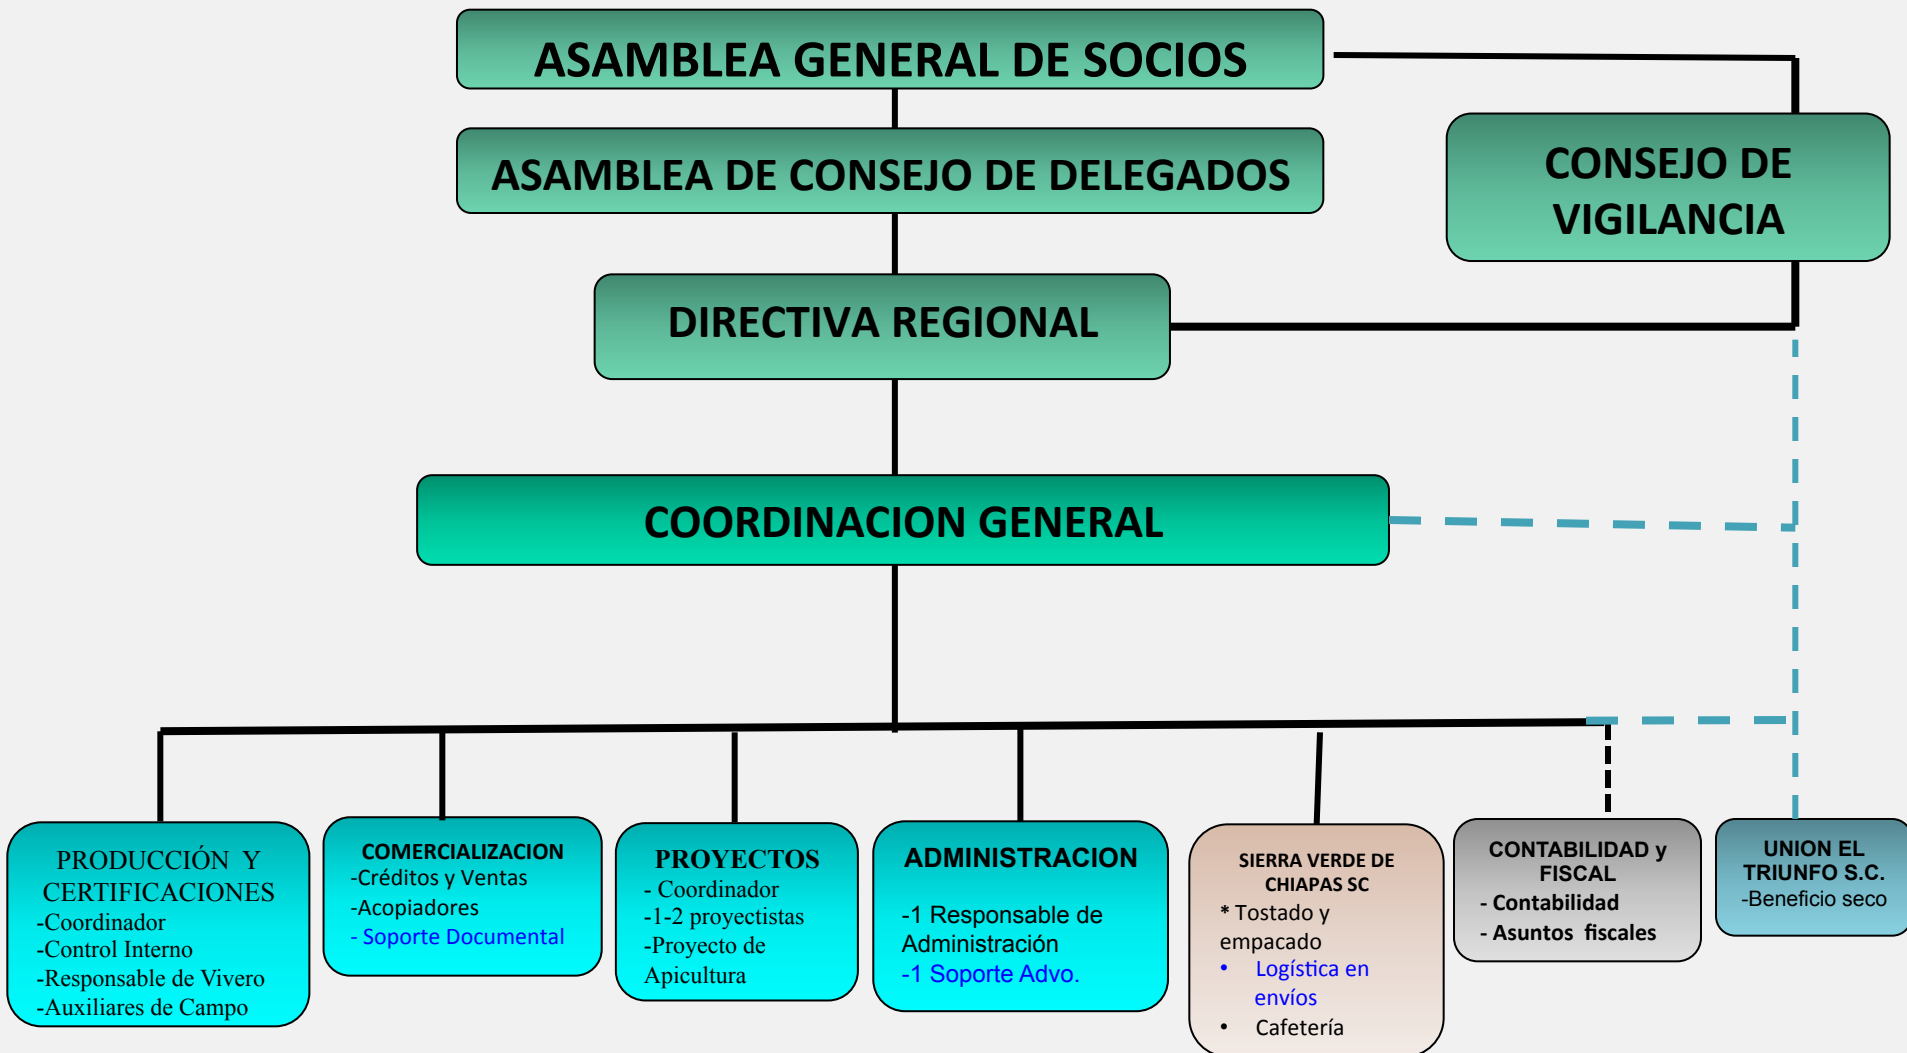 ASAMBLEA GENERAL DE SOCIOS
ASAMBLEA DE CONSEJO DE DELEGADOS
CONSEJO DE
VIGILANCIA
DIRECTIVA REGIONAL
COORDINACION GENERAL
PRODUCCIÓN Y
CERTIFICACIONES
-Coordinador
-Control Interno
-Responsable de Vivero
-Auxiliares de Campo
COMERCIALIZACION
-Créditos y Ventas
-Acopiadores
- Soporte Documental
PROYECTOS
- Coordinador
-1-2 proyectistas
-Proyecto de
Apicultura
ADMINISTRACION
-1 Responsable de
Administración
-1 Soporte Advo.
SIERRA VERDE DE
CHIAPAS SC
* Tostado y
empacado
• Logística en
envíos
• Cafetería
CONTABILIDAD y
FISCAL
- Contabilidad
- Asuntos fiscales
UNION EL
TRIUNFO S.C.
-Beneficio seco